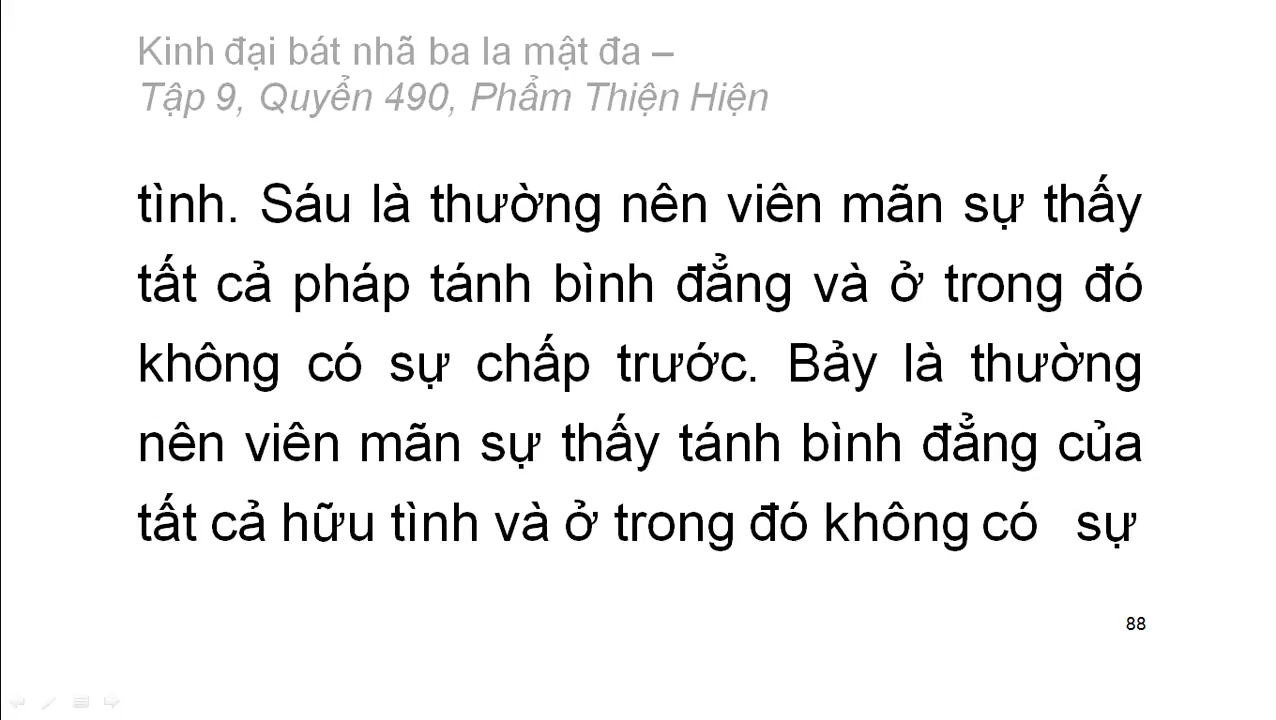 Kinh đại bát nhã ba la mật đa –
Tập 9, Quyển 490, Phẩm Thiện Hiện
tình. Sáu là thường nên viên mãn sự thấy
tất cả pháp tánh bình đẳng và ở trong đó
không có sự chấp trước. Bảy là thường
nên viên mãn sự thấy tánh bình đẳng của
tất cả hữu tình và ở trong đó không có sự
88